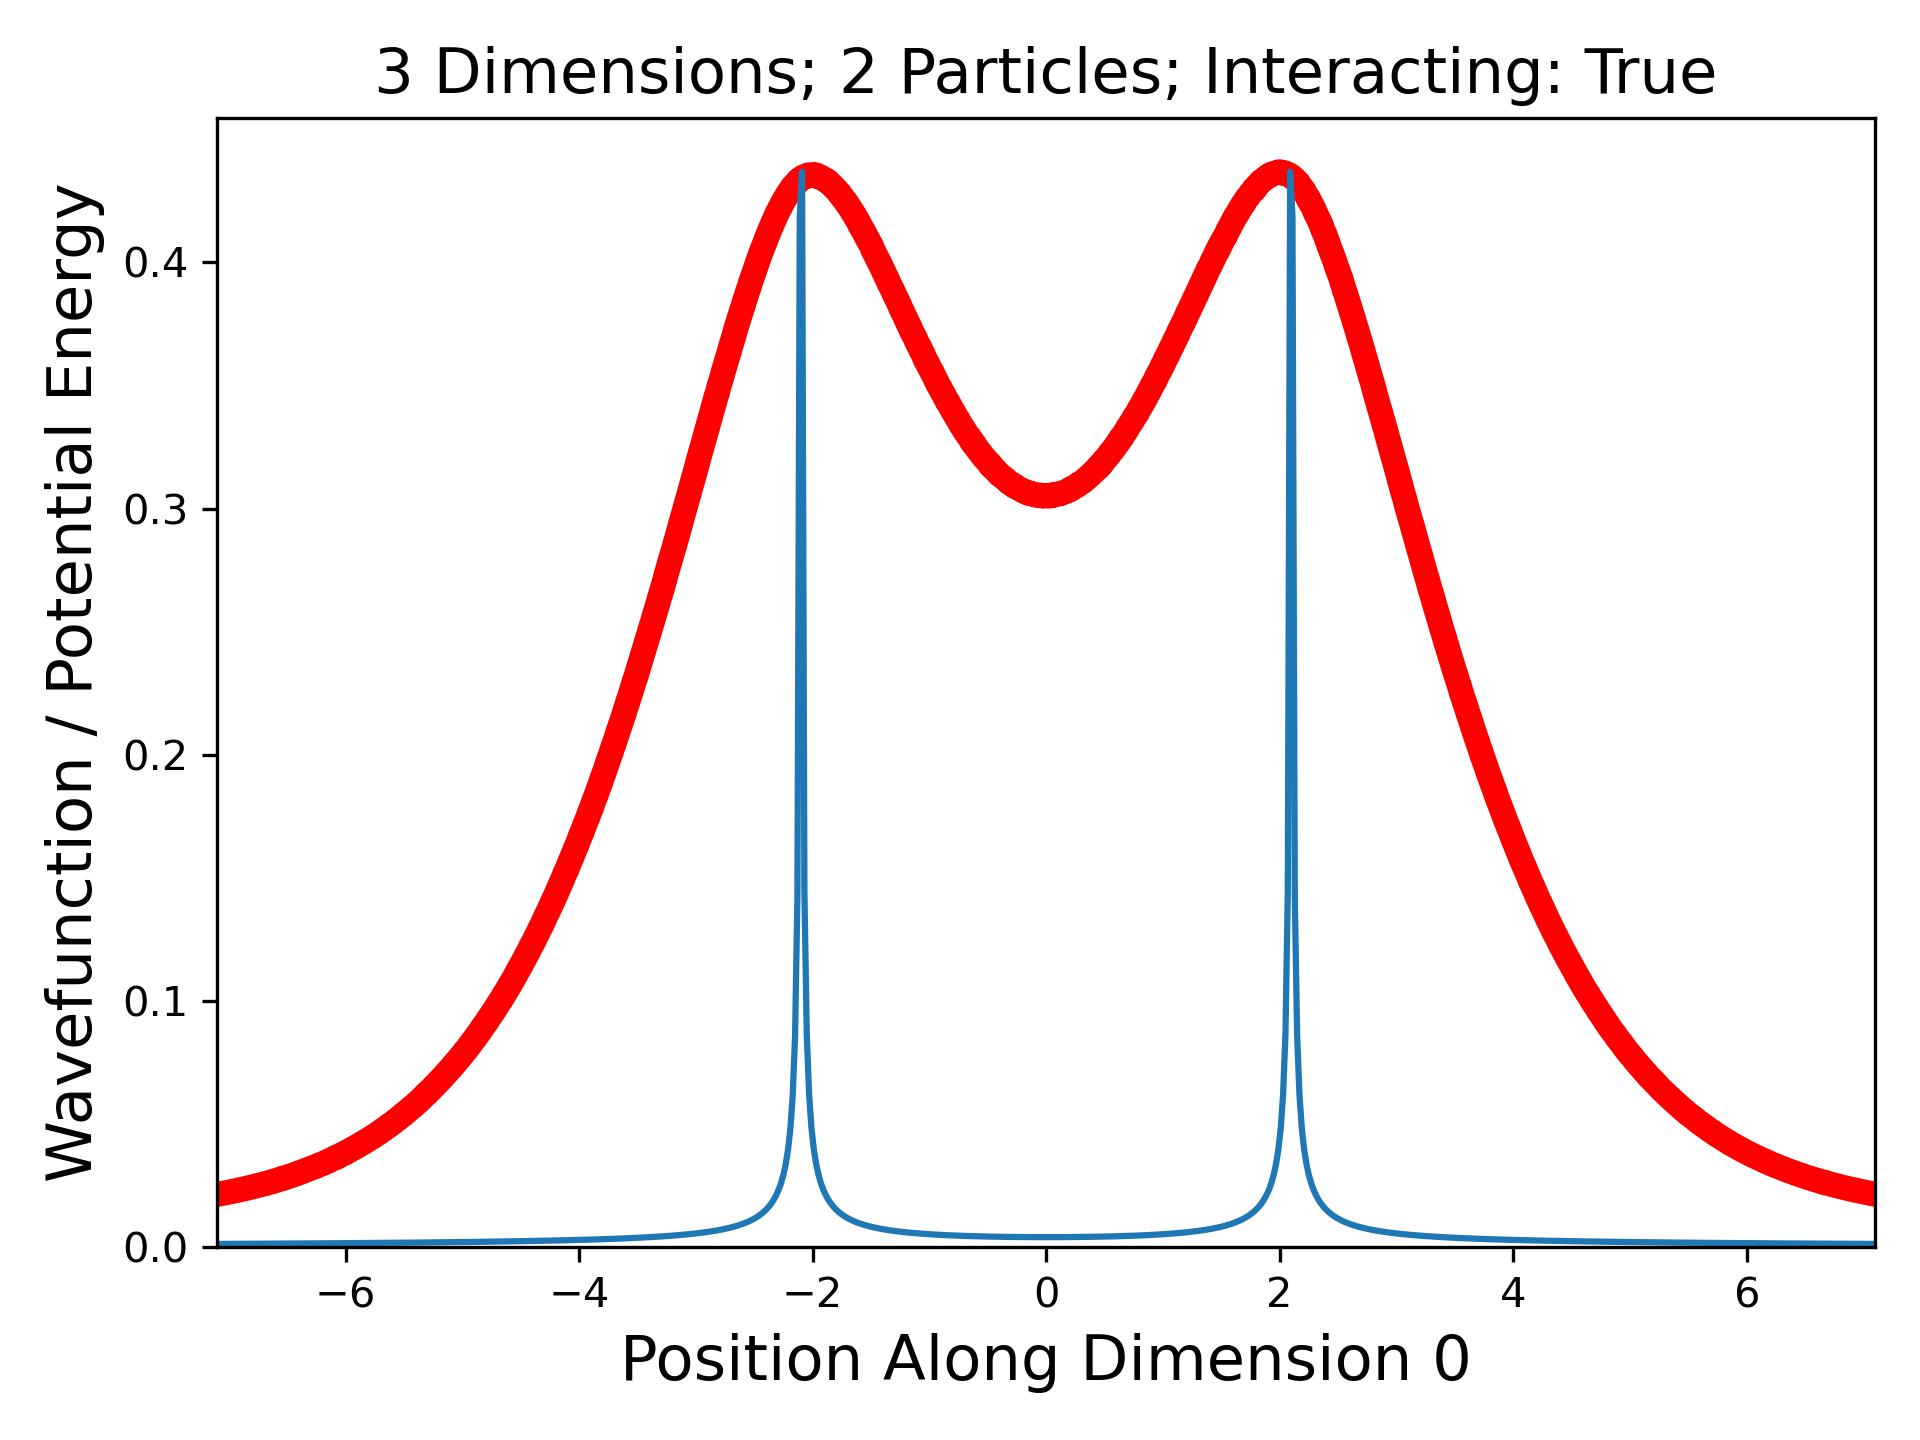 3 Dimensions; 2 Particles; Interacting: True
Wavefunction / Potential Energy
0.4
0.3
0.2
0.1
0.0
−6 −4 −2 0 2 4 6
Position Along Dimension 0